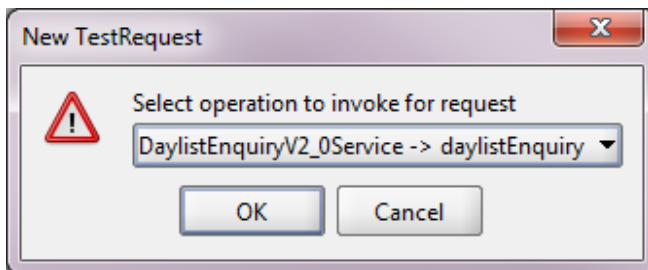 New TestRequest
Select operation to invoke for request
DaylistEnquiryV2_0Service -> daylistEnquiry
OK
Cancel